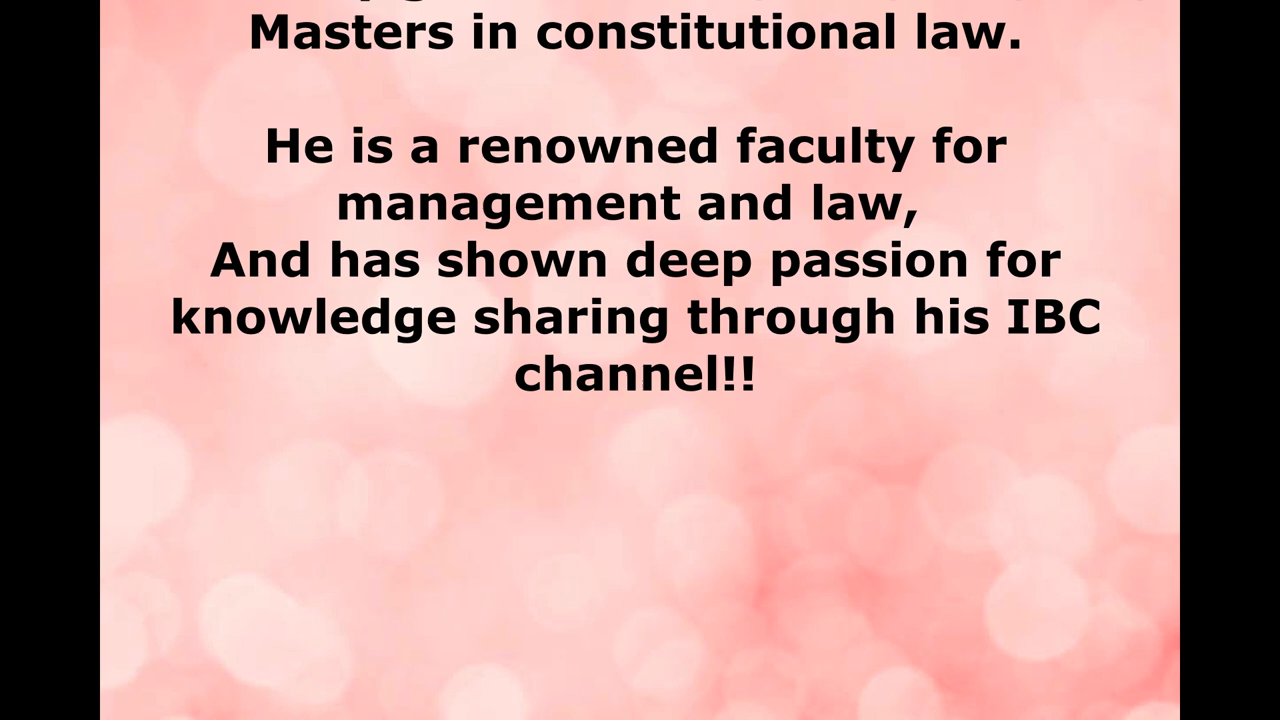 Masters in constitutional law.
He is a renowned faculty for
management and law,
And has shown deep passion for
knowledge sharing through his IBC
channel!!